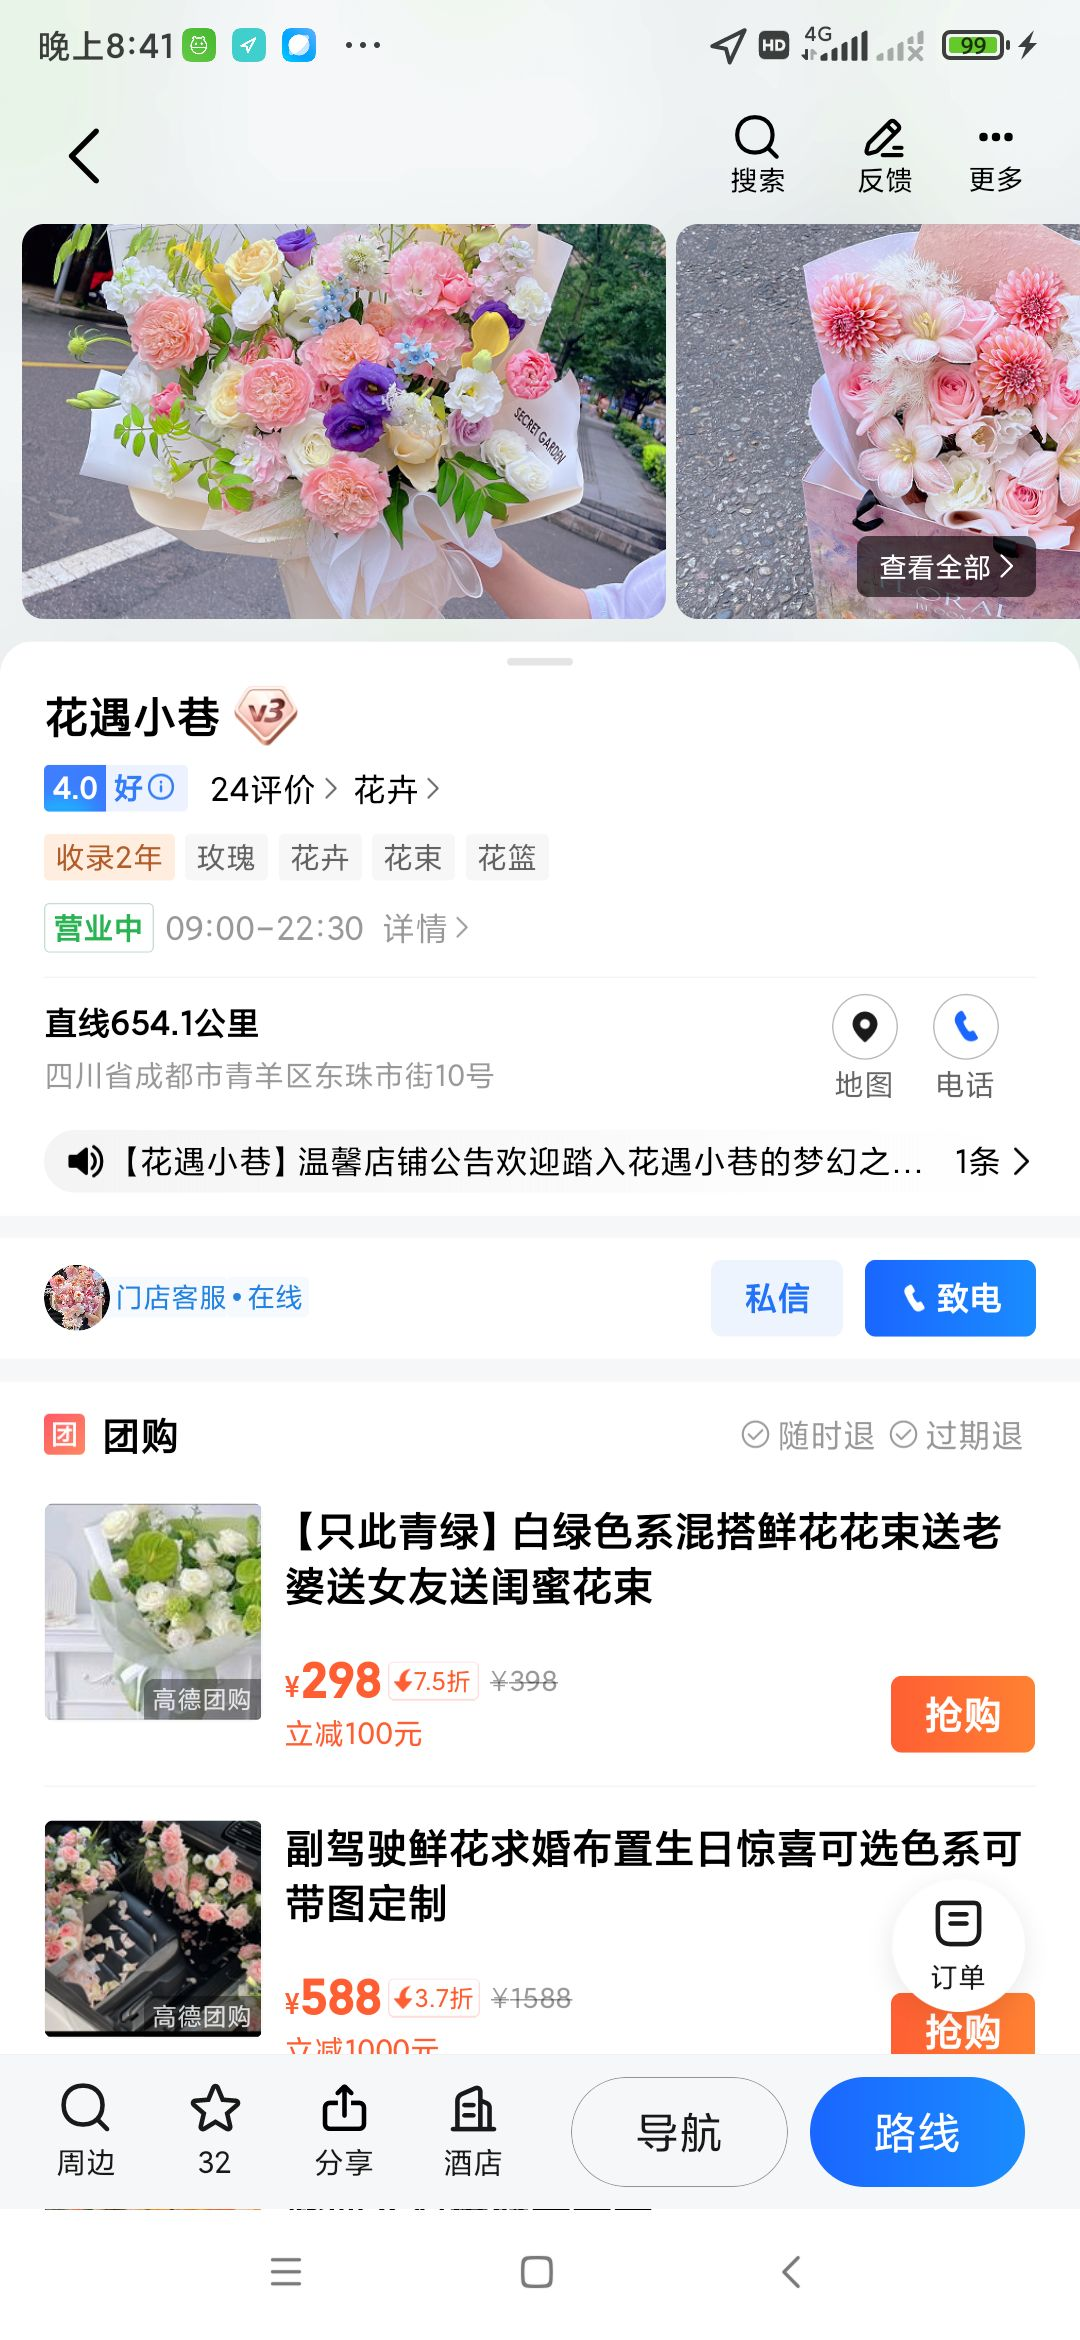 晚上8:41
HD
4G
99
搜索
反馈
更多
SECRET GARDEN
查看全部
花遇小巷
v3
4.0 好
24评价
花卉
收录2年
玫瑰
花卉
花束
花篮
营业中 09:00-22:30 详情
直线654.1公里
四川省成都市青羊区东珠市街10号
地图
电话
【花遇小巷】温馨店铺公告欢迎踏入花遇小巷的梦幻之... 1条
门店客服•在线
私信
致电
团 团购
随时退 过期退
【只此青绿】白绿色系混搭鲜花花束送老
婆送女友送闺蜜花束
高德团购
¥298 7.5折 ¥398
立减100元
抢购
副驾驶鲜花求婚布置生日惊喜可选色系可
带图定制
高德团购
¥588 3.7折 ¥1588
立减1000元
订单
抢购
周边
32
分享
酒店
导航
路线